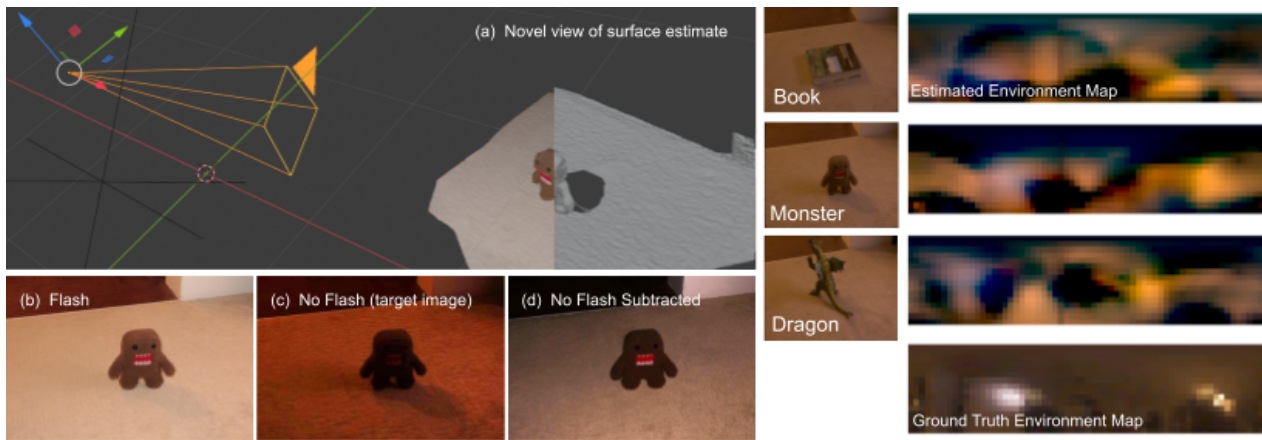 (a) Novel view of surface estimate
(b) Flash
(c) No Flash (target image)
(d) No Flash Subtracted
Book
Monster
Dragon
Estimated Environment Map
Ground Truth Environment Map